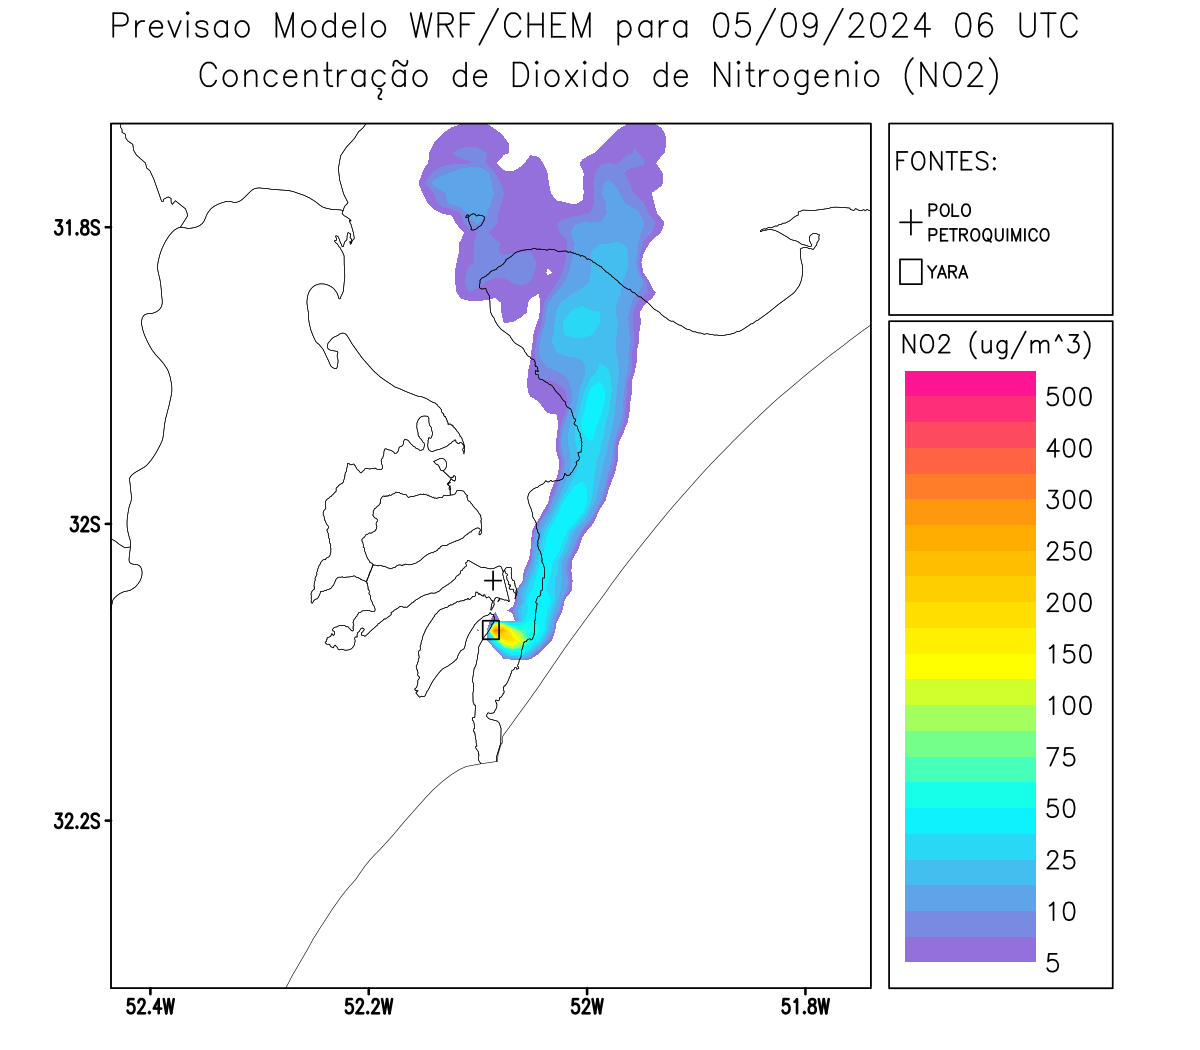 Previsao Modelo WRF/CHEM para 05/09/2024 06 UTC
Concentração de Dioxido de Nitrogenio (NO2)
FONTES:
POLO
PETROQUIMICO
YARA
NO2 (ug/m^3)
500
400
300
250
200
150
100
75
50
25
10
5
31.8S
32S
32.2S
52.4W
52.2W
52W
51.8W